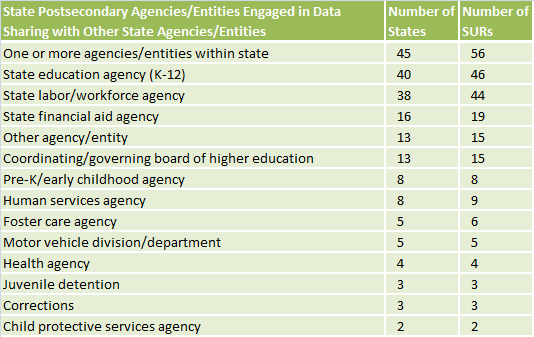 State Postsecondary Agencies/Entities Engaged in Data Number of Number of
Sharing with Other State Agencies/Entities States SURs
One or more agencies/entities within state 45 56
State education agency (K-12) 40 46
State labor/workforce agency 38 44
State financial aid agency 16 19
Other agency/entity 13 15
Coordinating/governing board of higher education 13 15
Pre-K/early childhood agency 8 8
Human services agency 8 9
Foster care agency 5 6
Motor vehicle division/department 5 5
Health agency 4 4
Juvenile detention 3 3
Corrections 3 3
Child protective services agency 2 2